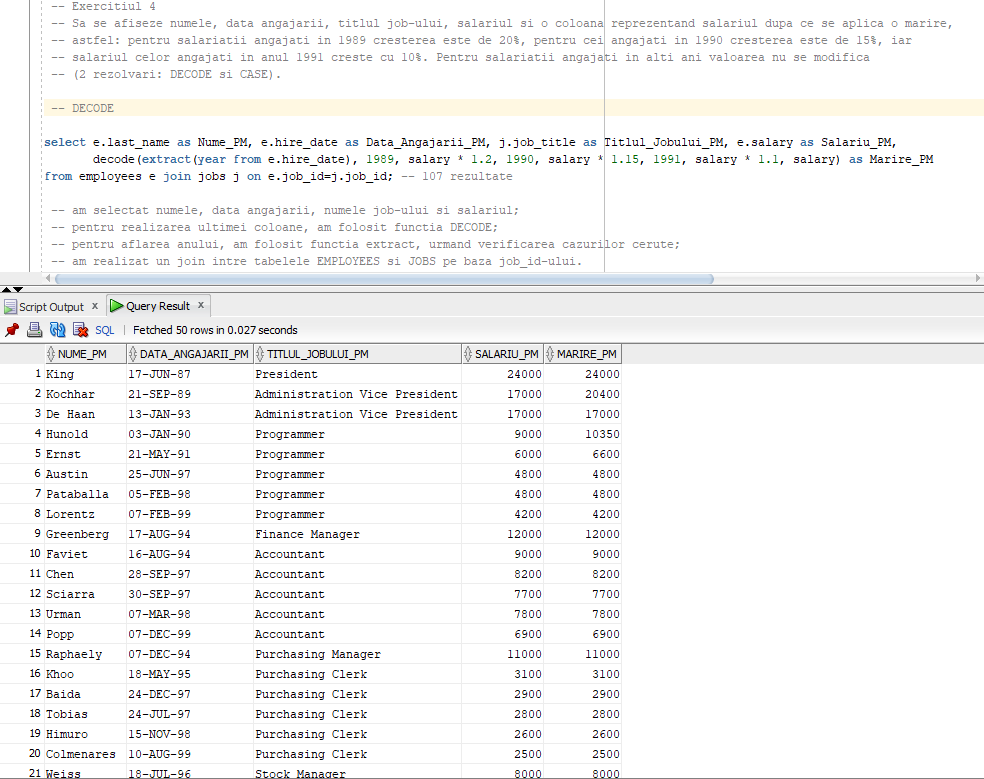 -- Exercitiul 4
-- Sa se afiseze numele, data angajarii, titlul job-ului, salariul si o coloana reprezentand salariul dupa ce se aplica o marire,
-- astfel: pentru salariatii angajati in 1989 cresterea este de 20%, pentru cei angajati in 1990 cresterea este de 15%, iar
-- salariul celor angajati in anul 1991 creste cu 10%. Pentru salariatii angajati in alti ani valoarea nu se modifica
-- (2 rezolvari: DECODE si CASE).
-- DECODE
select e.last_name as Nume_PM, e.hire_date as Data_Angajarii_PM, j.job_title as Titlul_Jobului_PM, e.salary as Salariu_PM,
decode(extract(year from e.hire_date), 1989, salary * 1.2, 1990, salary * 1.15, 1991, salary * 1.1, salary) as Marire_PM
from employees e join jobs j on e.job_id=j.job_id; -- 107 rezultate
-- am selectat numele, data angajarii, numele job-ului si salariul;
-- pentru realizarea ultimei coloane, am folosit functia DECODE;
-- pentru aflarea anului, am folosit functia extract, urmand verificarea cazurilor cerute;
-- am realizat un join intre tabelele EMPLOYEES si JOBS pe baza job_id-ului.
Script Output x Query Result x
SQL | Fetched 50 rows in 0.027 seconds
NUME_PM DATA_ANGAJARII_PM TITLUL_JOBULUI_PM SALARIU_PM MARIRE_PM
1 King 17-JUN-87 President 24000 24000
2 Kochhar 21-SEP-89 Administration Vice President 17000 20400
3 De Haan 13-JAN-93 Administration Vice President 17000 17000
4 Hunold 03-JAN-90 Programmer 9000 10350
5 Ernst 21-MAY-91 Programmer 6000 6600
6 Austin 25-JUN-97 Programmer 4800 4800
7 Pataballa 05-FEB-98 Programmer 4800 4800
8 Lorentz 07-FEB-99 Programmer 4200 4200
9 Greenberg 17-AUG-94 Finance Manager 12000 12000
10 Faviet 16-AUG-94 Accountant 9000 9000
11 Chen 28-SEP-97 Accountant 8200 8200
12 Sciarra 30-SEP-97 Accountant 7700 7700
13 Urman 07-MAR-98 Accountant 7800 7800
14 Popp 07-DEC-99 Accountant 6900 6900
15 Raphaely 07-DEC-94 Purchasing Manager 11000 11000
16 Khoo 18-MAY-95 Purchasing Clerk 3100 3100
17 Baida 24-DEC-97 Purchasing Clerk 2900 2900
18 Tobias 24-JUL-97 Purchasing Clerk 2800 2800
19 Himuro 15-NOV-98 Purchasing Clerk 2600 2600
20 Colmenares 10-AUG-99 Purchasing Clerk 2500 2500
21 Weiss 18-JUL-96 Stock Manager 8000 8000